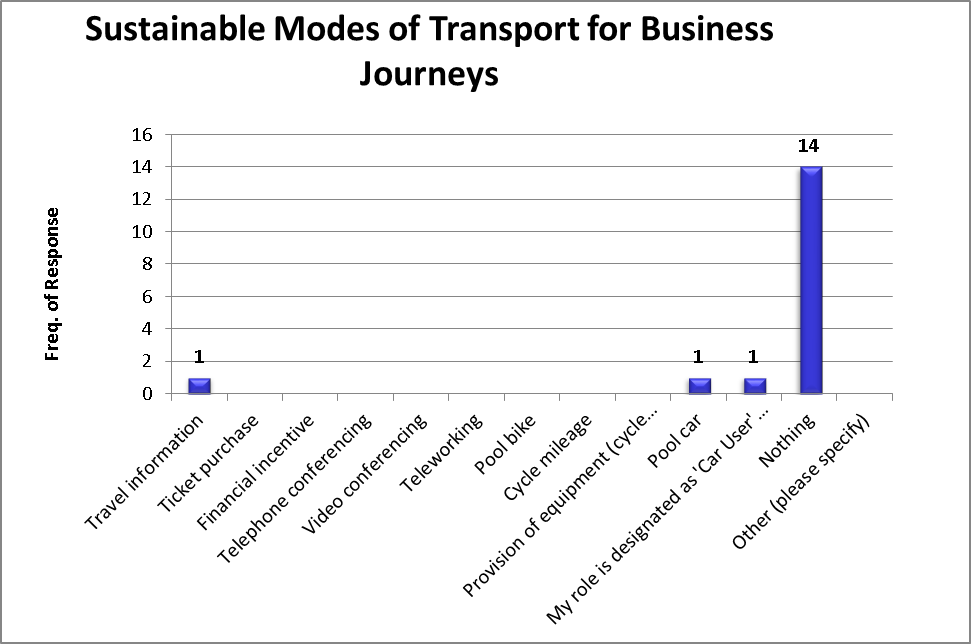 Sustainable Modes of Transport for Business
Journeys
Freq. of Response
16
14
12
10
8
6
4
2
0
1
1
1
14
Travel information
Ticket purchase
Financial incentive
Telephone conferencing
Video conferencing
Teleworking
Pool bike
Cycle mileage
Provision of equipment (cycle…
Pool car
My role is designated as 'Car User' …
Nothing
Other (please specify)